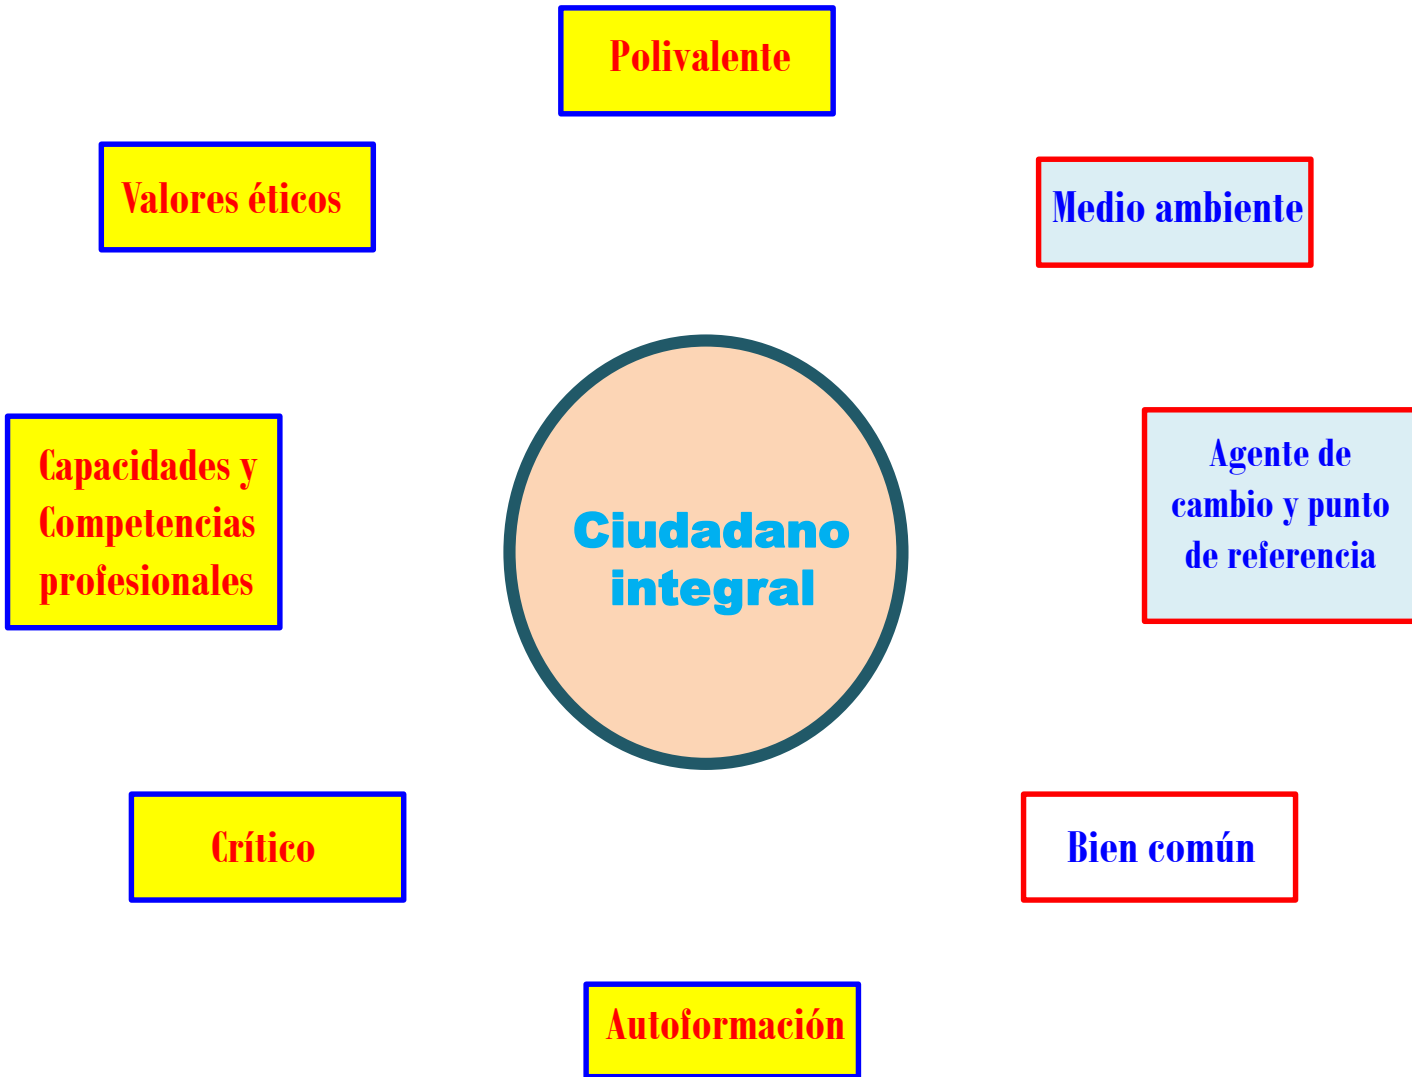 Polivalente
Valores éticos
Medio ambiente
Capacidades y
Competencias
profesionales
Agente de
cambio y punto
de referencia
Ciudadano
integral
Crítico
Bien común
Autoformación